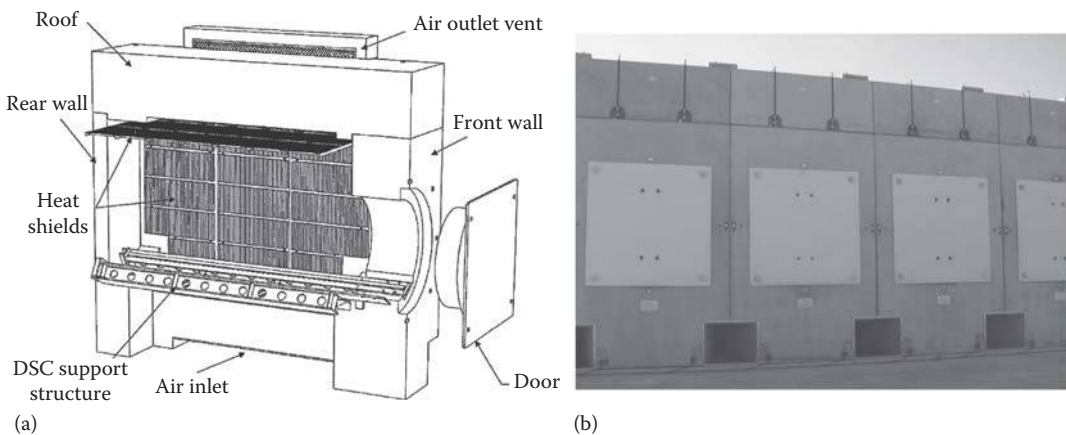 Roof
Air outlet vent
Rear wall
Front wall
Heat
shields
DSC support
structure
Air inlet
Door
(a)
(b)